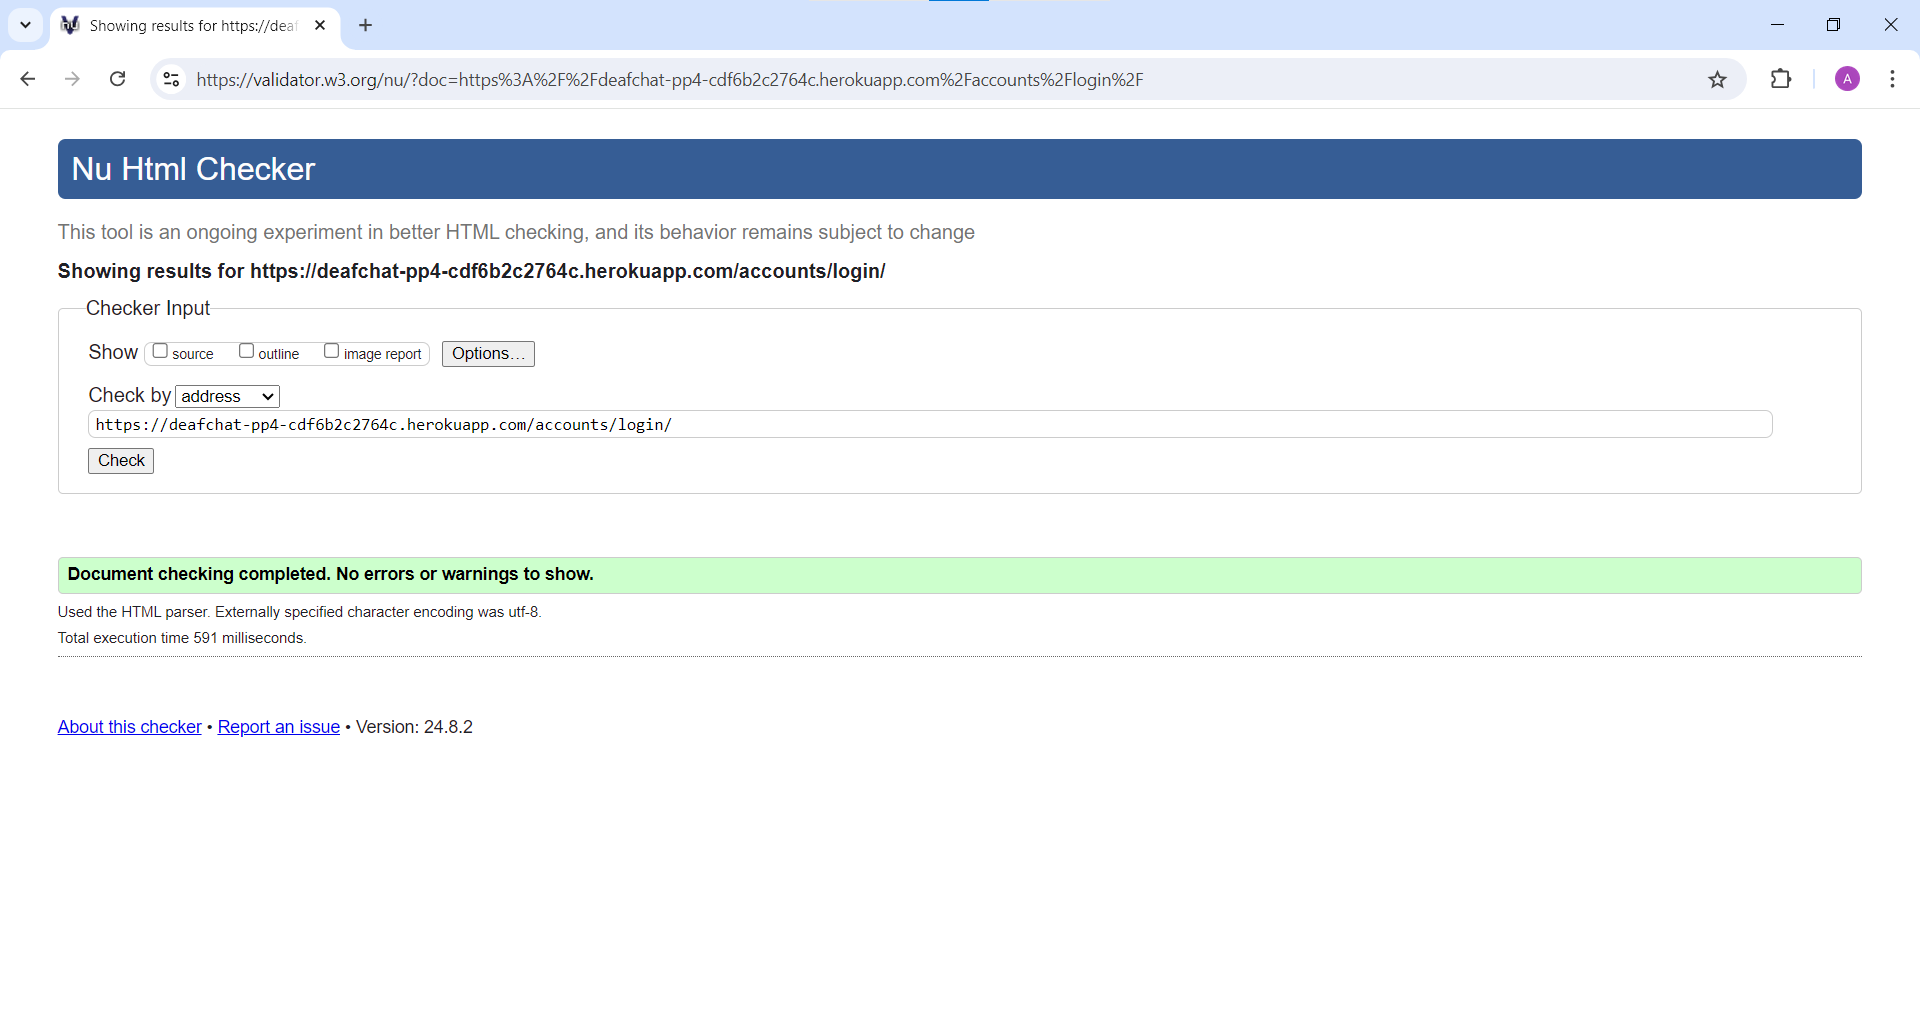 Showing results for https://deaf
https://validator.w3.org/nu/?doc=https%3A%2F%2Fdeafchat-pp4-cdf6b2c2764c.herokuapp.com%2Faccounts%2Flogin%2F
A
Nu Html Checker
This tool is an ongoing experiment in better HTML checking, and its behavior remains subject to change
Showing results for https://deafchat-pp4-cdf6b2c2764c.herokuapp.com/accounts/login/
Checker Input
Show source outline image report Options...
Check by address
https://deafchat-pp4-cdf6b2c2764c.herokuapp.com/accounts/login/
Check
Document checking completed. No errors or warnings to show.
Used the HTML parser. Externally specified character encoding was utf-8.
Total execution time 591 milliseconds.
About this checker • Report an issue • Version: 24.8.2